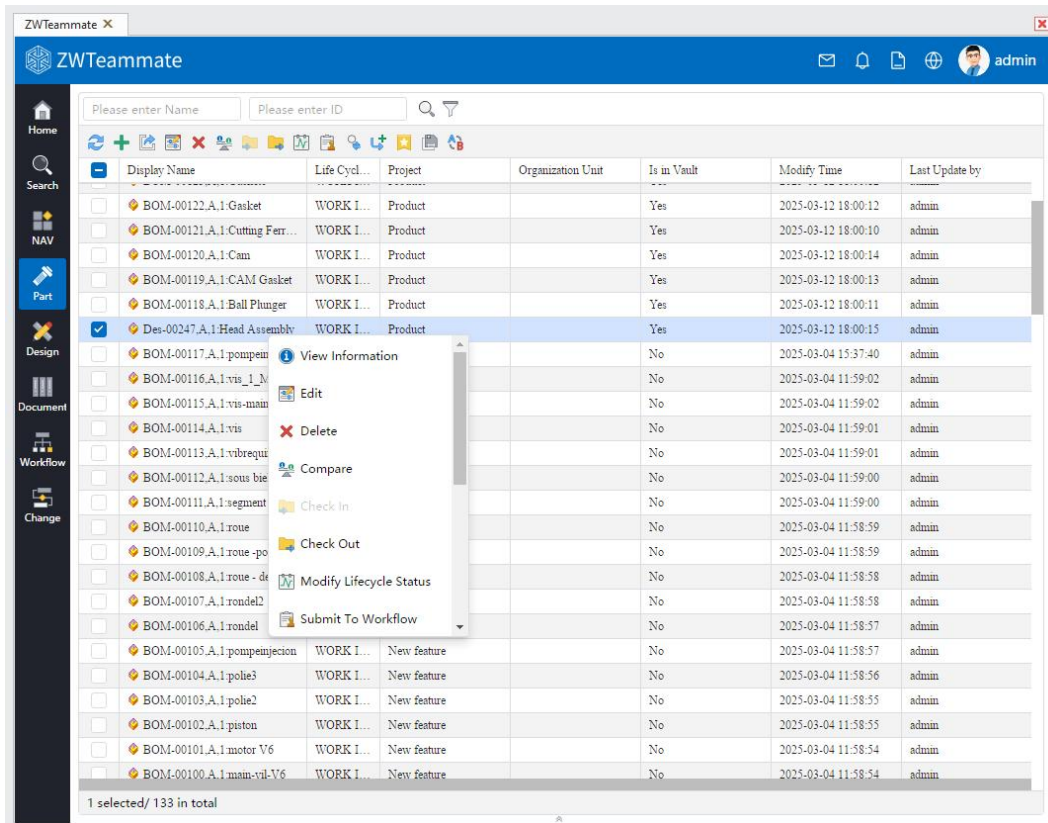 ZWTeammate
ZWTeammate
admin
Home
Search
NAV
Part
Design
Document
Workflow
Change
Please enter Name Please enter ID
Display Name Life Cycl... Project Organization Unit Is in Vault Modify Time Last Update by
BOM-00122,A,1:Gasket WORK I... Product Yes 2025-03-12 18:00:12 admin
BOM-00121,A,1:Cutting Ferr... WORK I... Product Yes 2025-03-12 18:00:10 admin
BOM-00120,A,1:Cam WORK I... Product Yes 2025-03-12 18:00:14 admin
BOM-00119,A,1:CAM Gasket WORK I... Product Yes 2025-03-12 18:00:13 admin
BOM-00118,A,1:Ball Plunger WORK I... Product Yes 2025-03-12 18:00:11 admin
Des-00247,A,1:Head Assembly WORK I... Product Yes 2025-03-12 18:00:15 admin
BOM-00117,A,1:pompein No 2025-03-04 15:37:40 admin
BOM-00116,A,1:vis_1_M No 2025-03-04 11:59:02 admin
BOM-00115,A,1:vis-main No 2025-03-04 11:59:02 admin
BOM-00114,A,1:vis No 2025-03-04 11:59:01 admin
BOM-00113,A,1:vibrequi No 2025-03-04 11:59:01 admin
BOM-00112,A,1:sous bie No 2025-03-04 11:59:00 admin
BOM-00111,A,1:segment No 2025-03-04 11:59:00 admin
BOM-00110,A,1:roue No 2025-03-04 11:58:59 admin
BOM-00109,A,1:roue -po No 2025-03-04 11:58:59 admin
BOM-00108,A,1:roue - de No 2025-03-04 11:58:58 admin
BOM-00107,A,1:rondel2 No 2025-03-04 11:58:58 admin
BOM-00106,A,1:rondel No 2025-03-04 11:58:57 admin
BOM-00105,A,1:pompeinjecion WORK I... New feature No 2025-03-04 11:58:57 admin
BOM-00104,A,1:polie3 WORK I... New feature No 2025-03-04 11:58:56 admin
BOM-00103,A,1:polie2 WORK I... New feature No 2025-03-04 11:58:55 admin
BOM-00102,A,1:piston WORK I... New feature No 2025-03-04 11:58:55 admin
BOM-00101,A,1:motor V6 WORK I... New feature No 2025-03-04 11:58:54 admin
BOM-00100,A,1:main-vil-V6 WORK I... New feature No 2025-03-04 11:58:54 admin
View Information
Edit
Delete
Compare
Check In
Check Out
Modify Lifecycle Status
Submit To Workflow
1 selected/ 133 in total